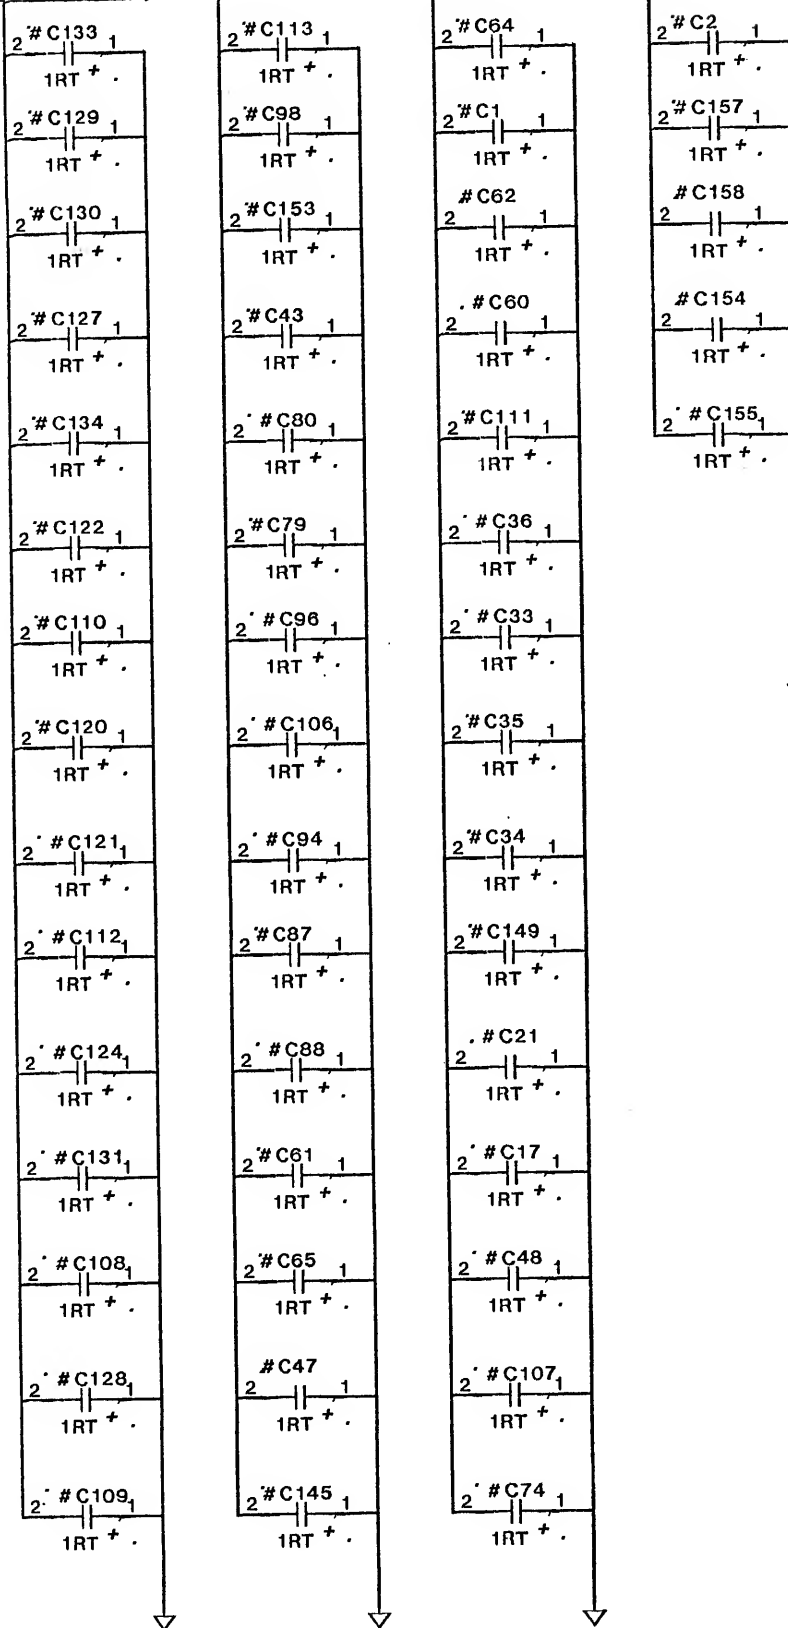 #C133
2 1
1RT + .
#C129
2 1
1RT + .
#C130
2 1
1RT + .
#C127
2 1
1RT + .
#C134
2 1
1RT + .
#C122
2 1
1RT + .
#C110
2 1
1RT + .
#C120
2 1
1RT + .
#C121
2 1
1RT + .
#C112
2 1
1RT + .
#C124
2 1
1RT + .
#C131
2 1
1RT + .
#C108
2 1
1RT + .
#C128
2 1
1RT + .
#C109
2 1
1RT + .
#C113
2 1
1RT + .
#C98
2 1
1RT + .
#C153
2 1
1RT + .
#C43
2 1
1RT + .
#C80
2 1
1RT + .
#C79
2 1
1RT + .
#C96
2 1
1RT + .
#C106
2 1
1RT + .
#C94
2 1
1RT + .
#C87
2 1
1RT + .
#C88
2 1
1RT + .
#C61
2 1
1RT + .
#C65
2 1
1RT + .
#C47
2 1
1RT + .
#C145
2 1
1RT + .
#C64
2 1
1RT + .
#C1
2 1
1RT + .
#C62
2 1
1RT + .
#C60
2 1
1RT + .
#C111
2 1
1RT + .
#C36
2 1
1RT + .
#C33
2 1
1RT + .
#C35
2 1
1RT + .
#C34
2 1
1RT + .
#C149
2 1
1RT + .
#C21
2 1
1RT + .
#C17
2 1
1RT + .
#C48
2 1
1RT + .
#C107
2 1
1RT + .
#C74
2 1
1RT + .
#C2
2 1
1RT + .
#C157
2 1
1RT + .
#C158
2 1
1RT + .
#C154
2 1
1RT + .
#C155
2 1
1RT + .